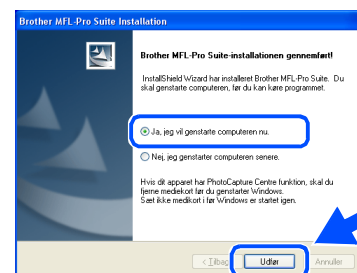 Brother MFL-Pro Suite Installation
Brother MFL-Pro Suite-installationen gennemført!
InstallShield Wizard har installeret Brother MFL-Pro Suite. Du
skal genstarte computeren, før du kan køre programmet.
Ja, jeg vil genstarte computeren nu.
Nej, jeg genstarter computeren senere.
Hvis dit apparat har PhotoCapture Centre funktion, skal du
fjerne mediekort før du genstarter Windows.
Sæt ikke medikort i før Windows er startet igen.
< Tilbage Udfør Annuller